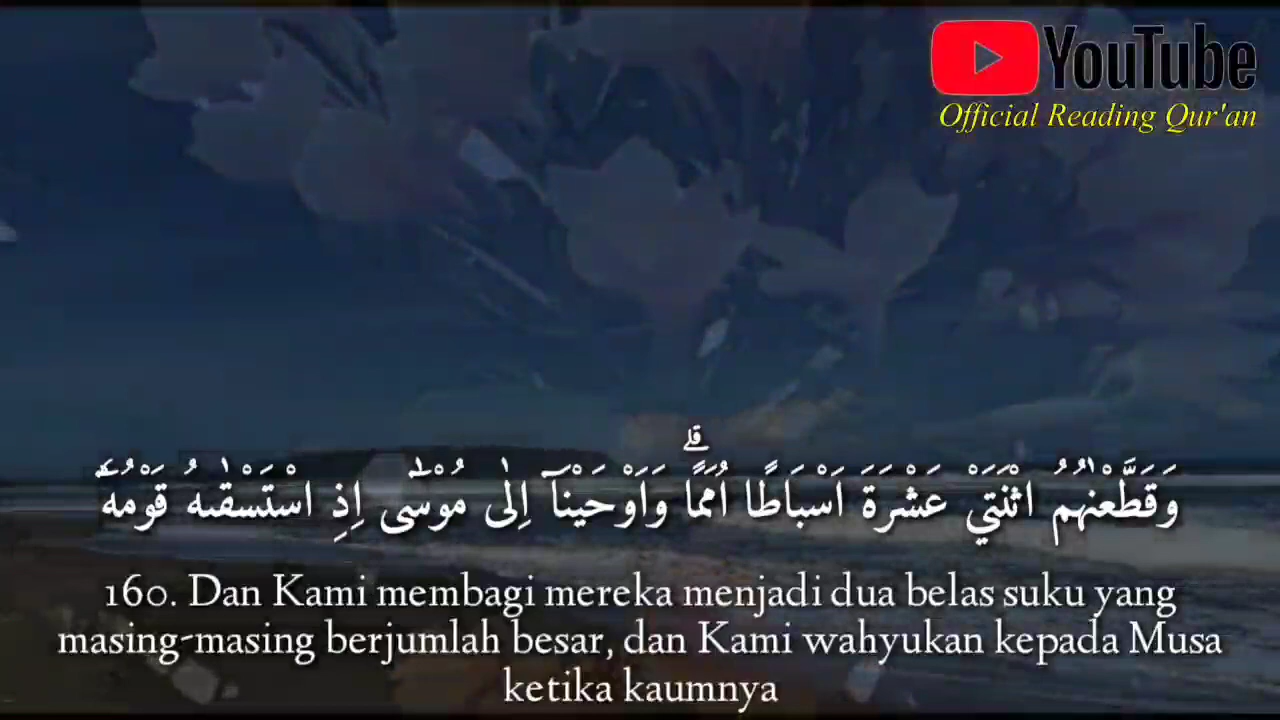 YouTube
Official Reading Qur'an
وَقَطَّعْنٰهُمُ اثْنَتَيْ عَشْرَةَ اَسْبَاطًا اُمَمًاۗ وَاَوْحَيْنَآ اِلٰى مُوْسٰٓى اِذِ اسْتَسْقٰىهُ قَوْمُهٗٓ
160. Dan Kami membagi mereka menjadi dua belas suku yang
masing-masing berjumlah besar, dan Kami wahyukan kepada Musa
ketika kaumnya